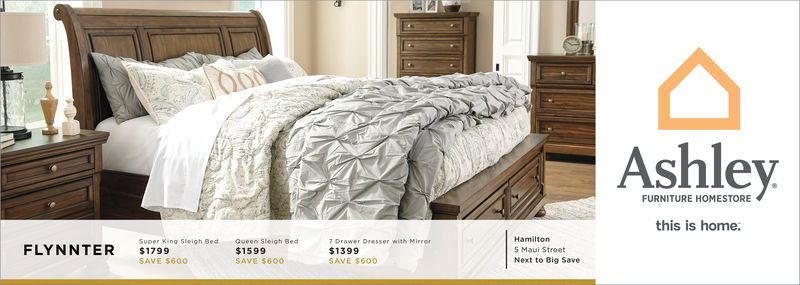 FLYNNTER
Super King Sleigh Bed
$1799
SAVE $600
Queen Sleigh Bed
$1599
SAVE $600
7 Drawer Dresser with Mirror
$1399
SAVE $600
Hamilton
5 Maui Street
Next to Big Save
Ashley®
FURNITURE HOMESTORE
this is home.